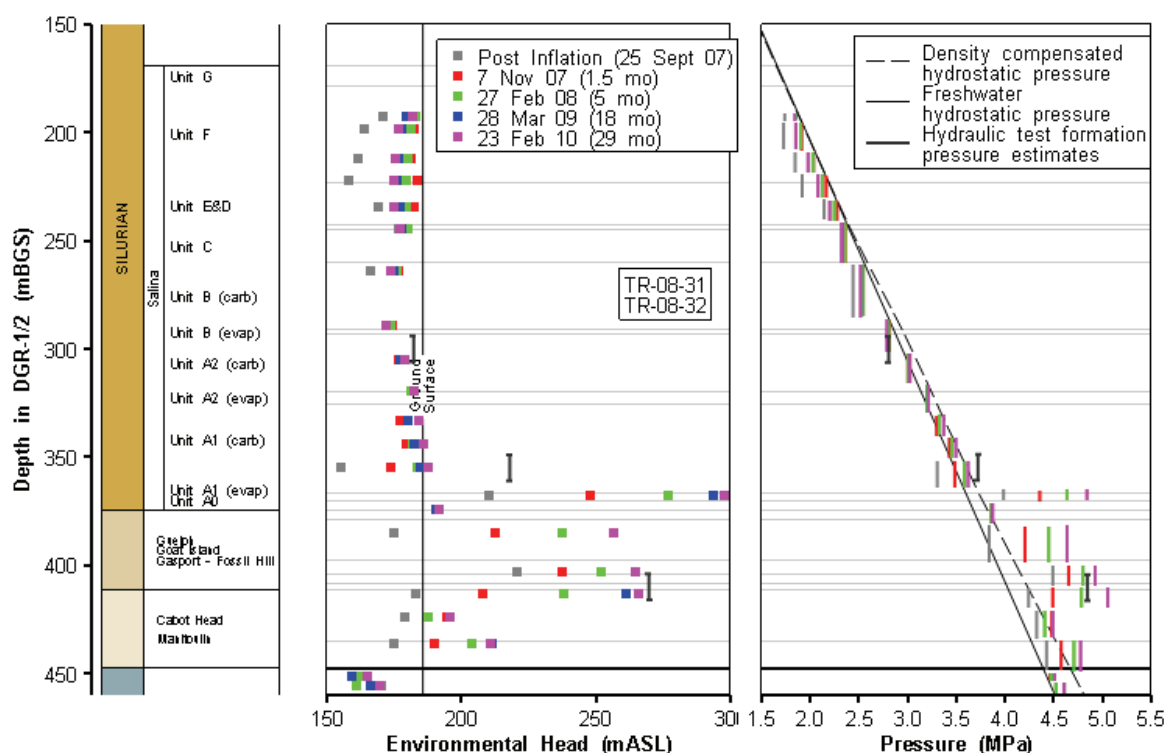 150
200
250
300
350
400
450
Depth in DGR-1/2 (mBGS)
SILURIAN
Salina
Unit G
Unit F
Unit E&D
Unit C
Unit B (carb)
Unit B (evap)
Unit A2 (carb)
Unit A2 (evap)
Unit A1 (carb)
Unit A1 (evap)
Unit A0
Guelph
Goat Island
Gasport - Fossil Hill
Cabot Head
Manitoulin
Post Inflation (25 Sept 07)
7 Nov 07 (1.5 mo)
27 Feb 08 (5 mo)
28 Mar 09 (18 mo)
23 Feb 10 (29 mo)
TR-08-31
TR-08-32
Ground
Surface
150
200
250
300
Environmental Head (mASL)
Density compensated
hydrostatic pressure
Freshwater
hydrostatic pressure
Hydraulic test formation
pressure estimates
1.5
2.0
2.5
3.0
3.5
4.0
4.5
5.0
5.5
Pressure (MPa)